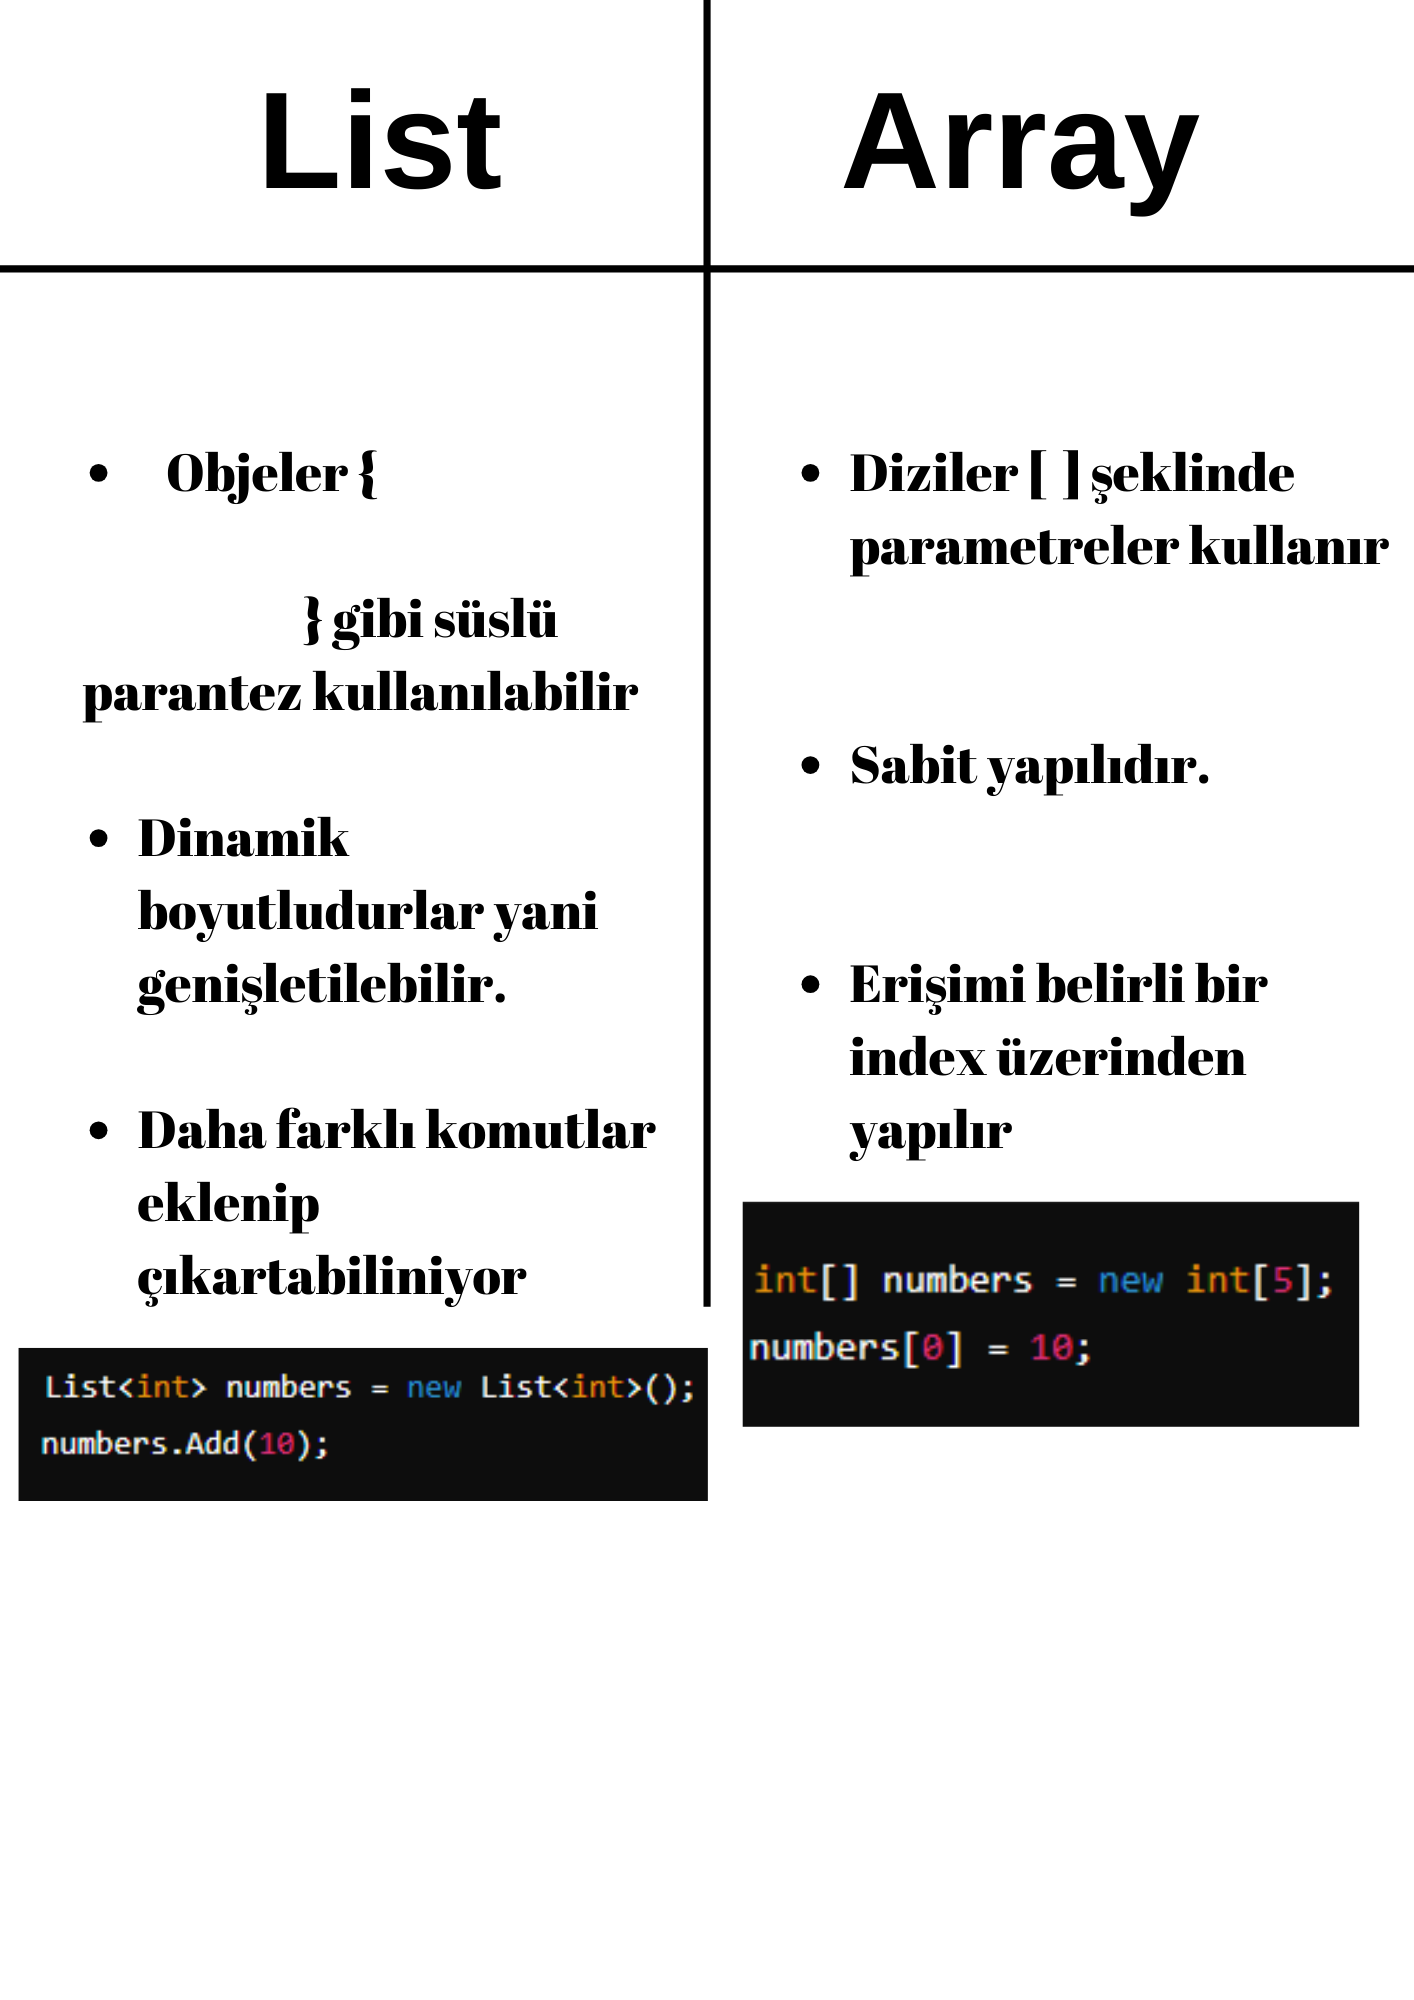 List
Objeler {
} gibi süslü
parantez kullanılabilir
Dinamik
boyutludurlar yani
genişletilebilir.
Daha farklı komutlar
eklenip
çıkartabiliniyor
List<int> numbers = new List<int>();
numbers.Add(10);
Array
Diziler [ ] şeklinde
parametreler kullanır
Sabit yapılıdır.
Erişimi belirli bir
index üzerinden
yapılır
int[] numbers = new int[5];
numbers[0] = 10;